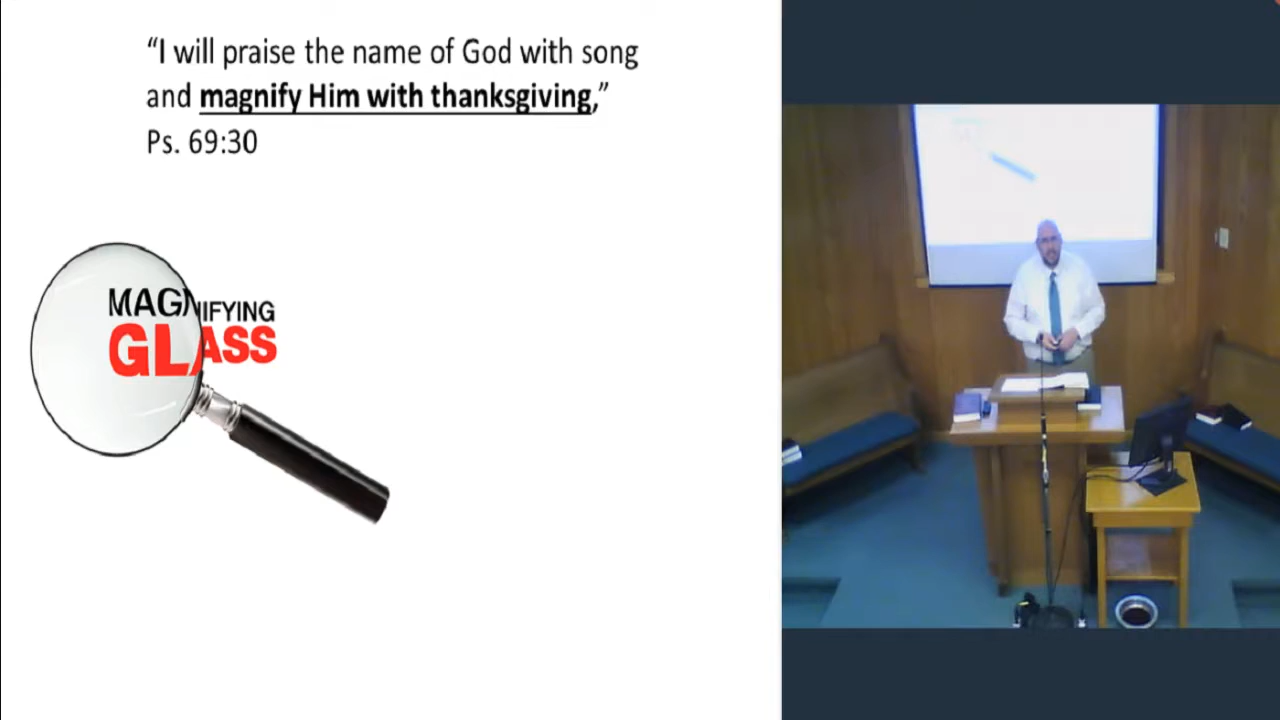 “I will praise the name of God with song
and magnify Him with thanksgiving,”
Ps. 69:30
MAGNIFYING
GLASS